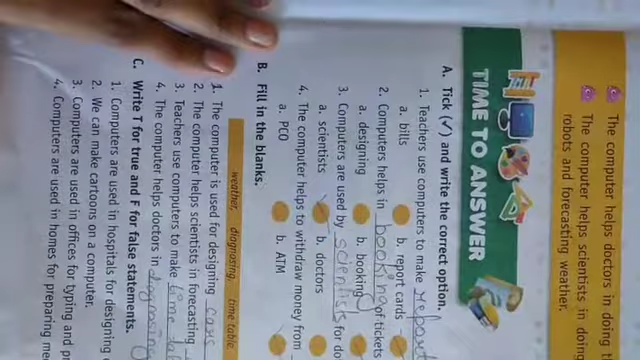 The computer helps doctors in doing
The computer helps scientists in doing
robots and forecasting weather.
TIME TO ANSWER
A. Tick (✓) and write the correct option.
1. Teachers use computers to make report
a. bills b. report cards
2. Computers helps in booking of tickets
a. designing b. booking
3. Computers are used by scientists for do
a. scientists b. doctors
4. The computer helps to withdraw money from
a. PCO b. ATM
B. Fill in the blanks.
weather, diagnosing, time table
1. The computer is used for designing cars
2. The computer helps scientists in forecasting
3. Teachers use computers to make time
4. The computer helps doctors in
C. Write T for true and F for false statements.
1. Computers are used in hospitals for designing
2. We can make cartoons on a computer.
3. Computers are used in offices for typing and
4. Computers are used in homes for preparing